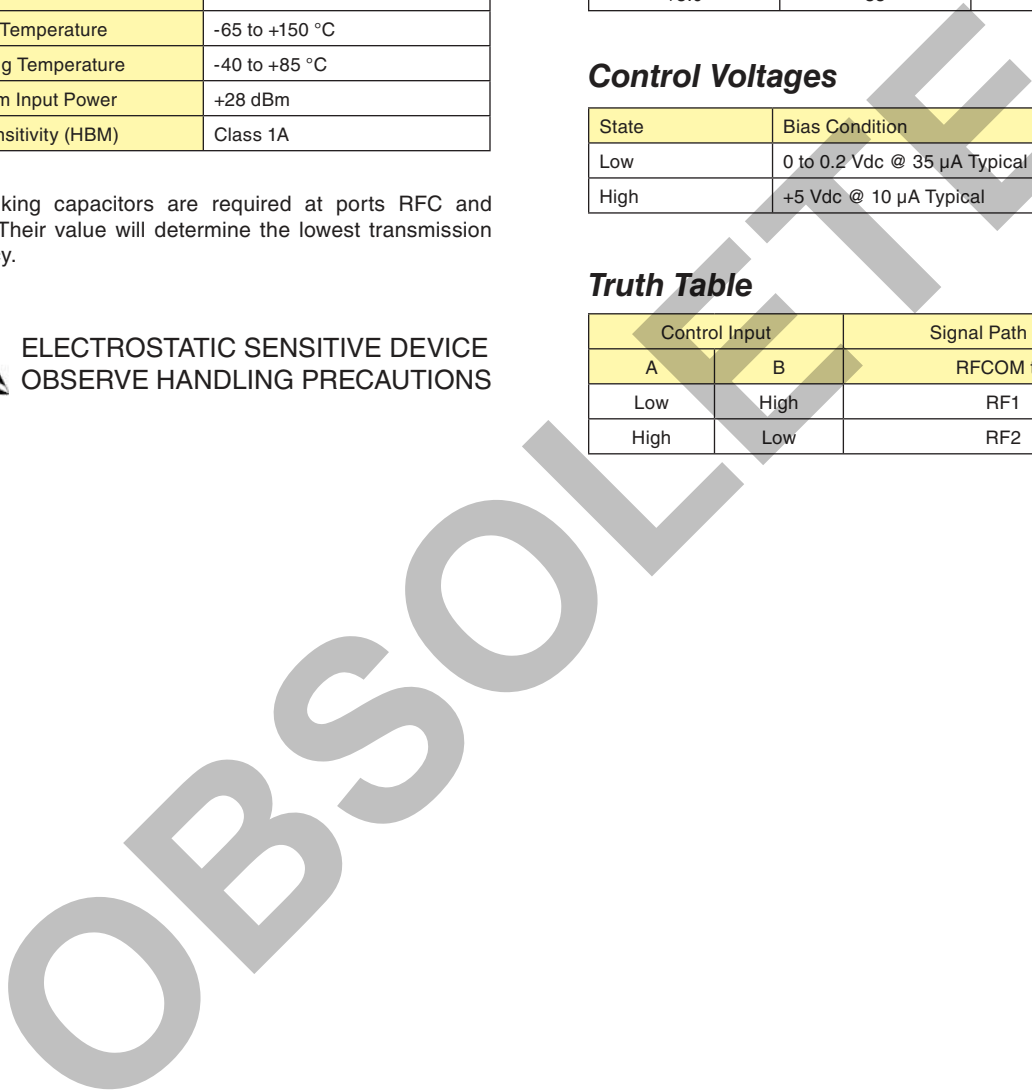 Temperature
-65 to +150 °C
g Temperature
-40 to +85 °C
m Input Power
+28 dBm
nsitivity (HBM)
Class 1A
king capacitors are required at ports RFC and
Their value will determine the lowest transmission
y.
ELECTROSTATIC SENSITIVE DEVICE
OBSERVE HANDLING PRECAUTIONS
Control Voltages
State
Bias Condition
Low
0 to 0.2 Vdc @ 35 µA Typical
High
+5 Vdc @ 10 µA Typical
Truth Table
Control Input
Signal Path
A
B
RFCOM
Low
High
RF1
High
Low
RF2
OBSOLETE